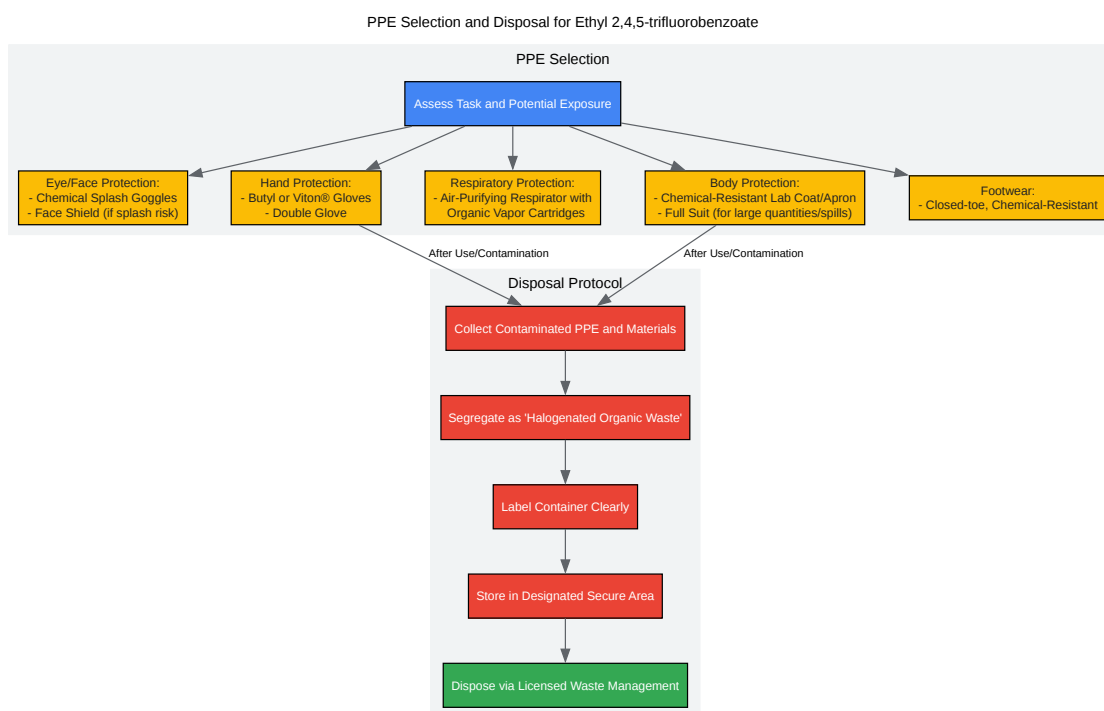 PPE Selection and Disposal for Ethyl 2,4,5-trifluorobenzoate
PPE Selection
Assess Task and Potential Exposure
Eye/Face Protection:
- Chemical Splash Goggles
- Face Shield (if splash risk)
Hand Protection:
- Butyl or Viton® Gloves
- Double Glove
Respiratory Protection:
- Air-Purifying Respirator with
Organic Vapor Cartridges
Body Protection:
- Chemical-Resistant Lab Coat/Apron
- Full Suit (for large quantities/spills)
Footwear:
- Closed-toe, Chemical-Resistant
After Use/Contamination
After Use/Contamination
Disposal Protocol
Collect Contaminated PPE and Materials
Segregate as 'Halogenated Organic Waste'
Label Container Clearly
Store in Designated Secure Area
Dispose via Licensed Waste Management